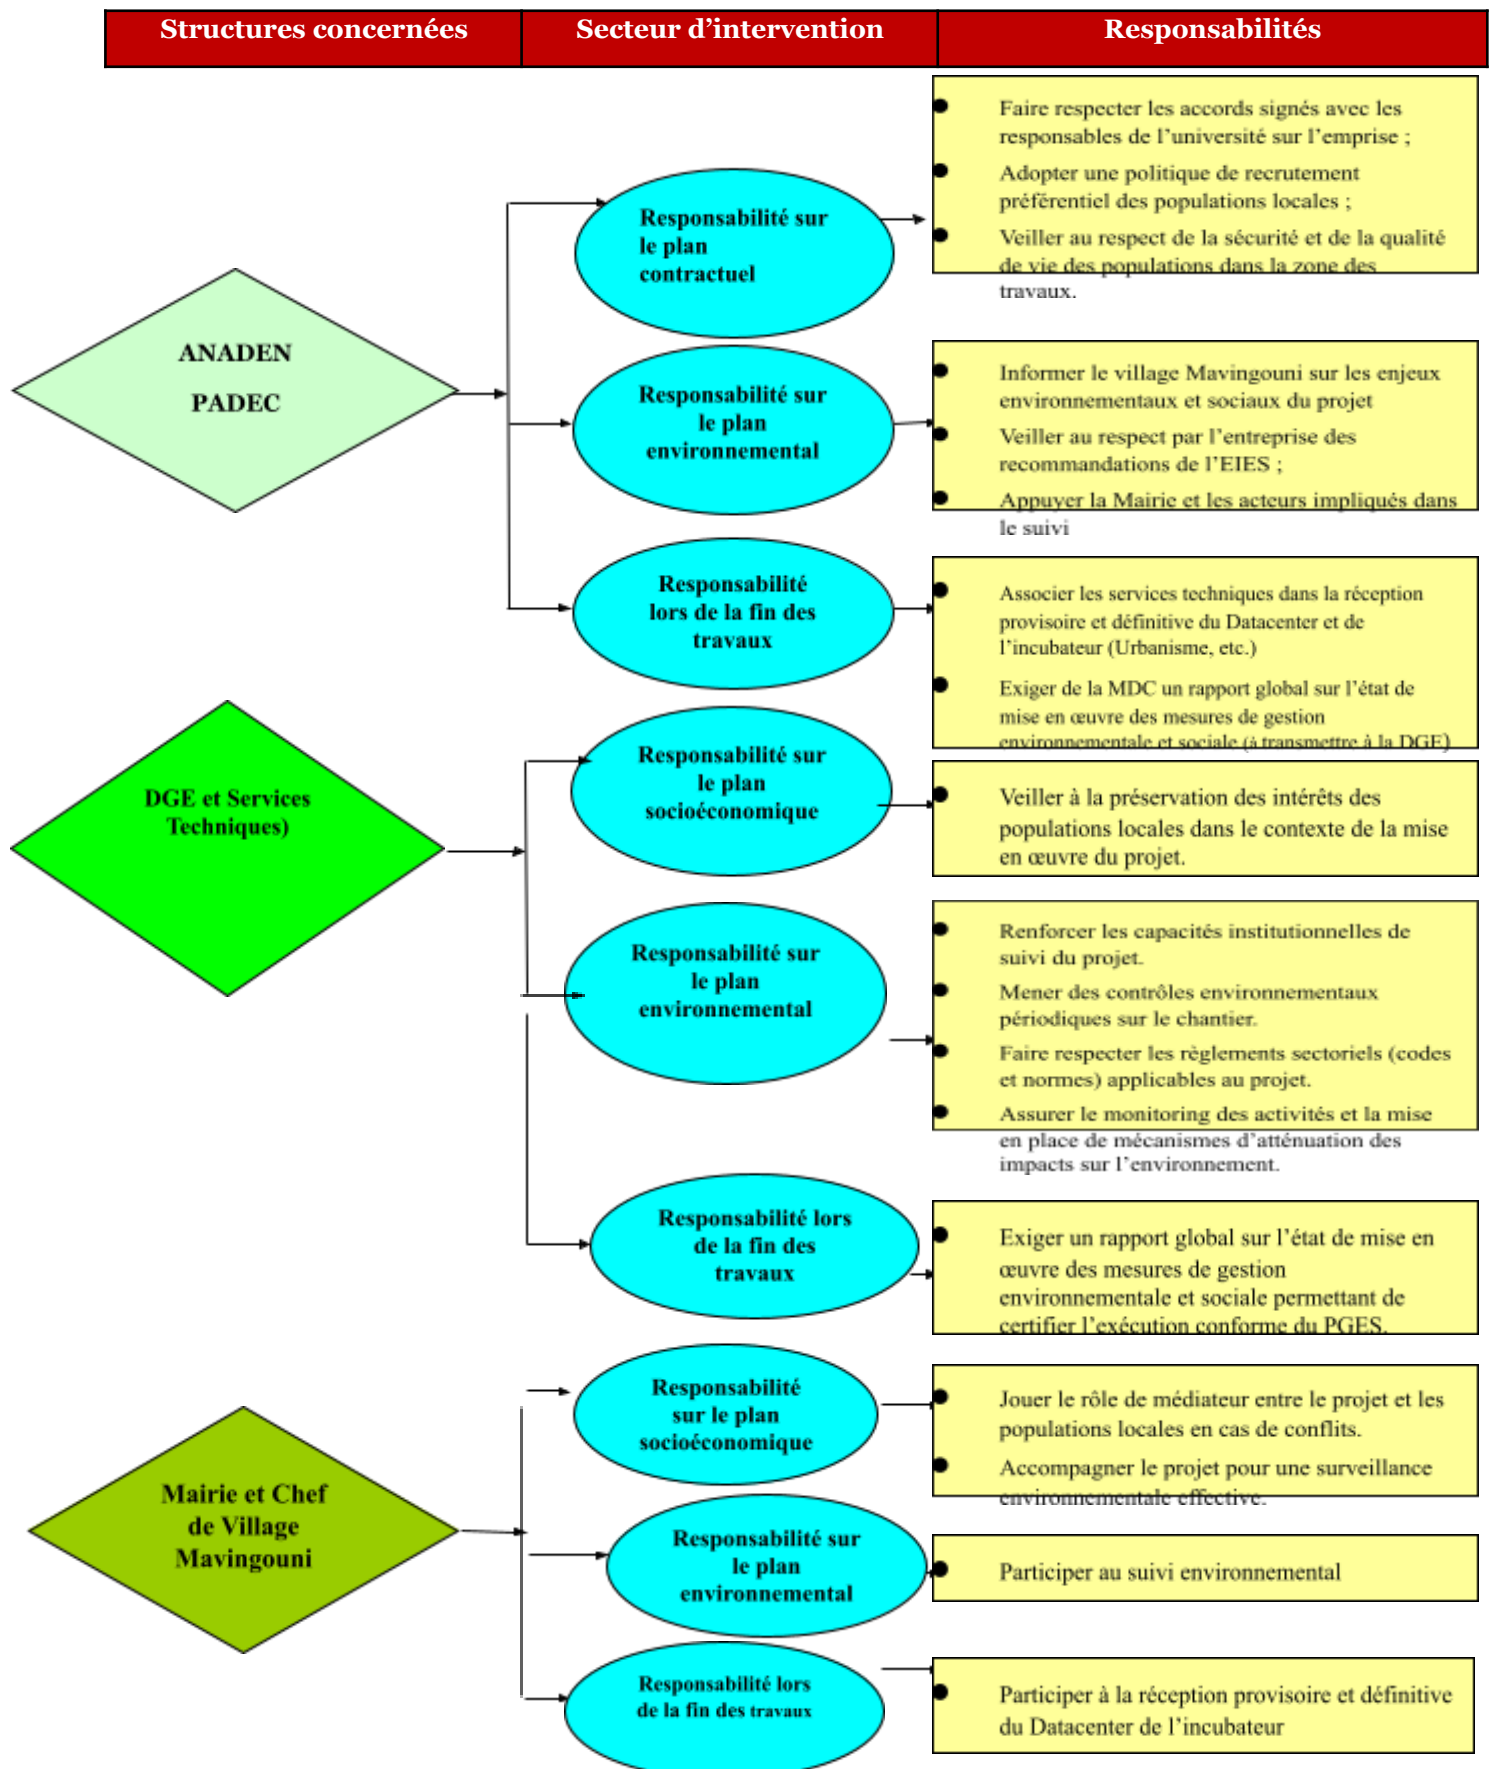 Structures concernées
Secteur d’intervention
Responsabilités
ANADEN
PADEC
Responsabilité sur
le plan
contractuel
Faire respecter les accords signés avec les
responsables de l’université sur l’emprise ;
Adopter une politique de recrutement
préférentiel des populations locales ;
Veiller au respect de la sécurité et de la qualité
de vie des populations dans la zone des
travaux.
Responsabilité sur
le plan
environnemental
Informer le village Mavingouni sur les enjeux
environnementaux et sociaux du projet
Veiller au respect par l’entreprise des
recommandations de l’EIES ;
Appuyer la Mairie et les acteurs impliqués dans
le suivi
Responsabilité
lors de la fin des
travaux
Associer les services techniques dans la réception
provisoire et définitive du Datacenter et de
l’incubateur (Urbanisme, etc.)
Exiger de la MDC un rapport global sur l’état de
mise en œuvre des mesures de gestion
environnementale et sociale (à transmettre à la DGE)
DGE et Services
Techniques)
Responsabilité sur
le plan
socioéconomique
Veiller à la préservation des intérêts des
populations locales dans le contexte de la mise
en œuvre du projet.
Responsabilité sur
le plan
environnemental
Renforcer les capacités institutionnelles de
suivi du projet.
Mener des contrôles environnementaux
périodiques sur le chantier.
Faire respecter les règlements sectoriels (codes
et normes) applicables au projet.
Assurer le monitoring des activités et la mise
en place de mécanismes d’atténuation des
impacts sur l’environnement.
Responsabilité lors
de la fin des
travaux
Exiger un rapport global sur l’état de mise en
œuvre des mesures de gestion
environnementale et sociale permettant de
certifier l’exécution conforme du PGES.
Mairie et Chef
de Village
Mavingouni
Responsabilité
sur le plan
socioéconomique
Jouer le rôle de médiateur entre le projet et les
populations locales en cas de conflits.
Accompagner le projet pour une surveillance
environnementale effective.
Responsabilité sur
le plan
environnemental
Participer au suivi environnemental
Responsabilité lors
de la fin des travaux
Participer à la réception provisoire et définitive
du Datacenter de l’incubateur